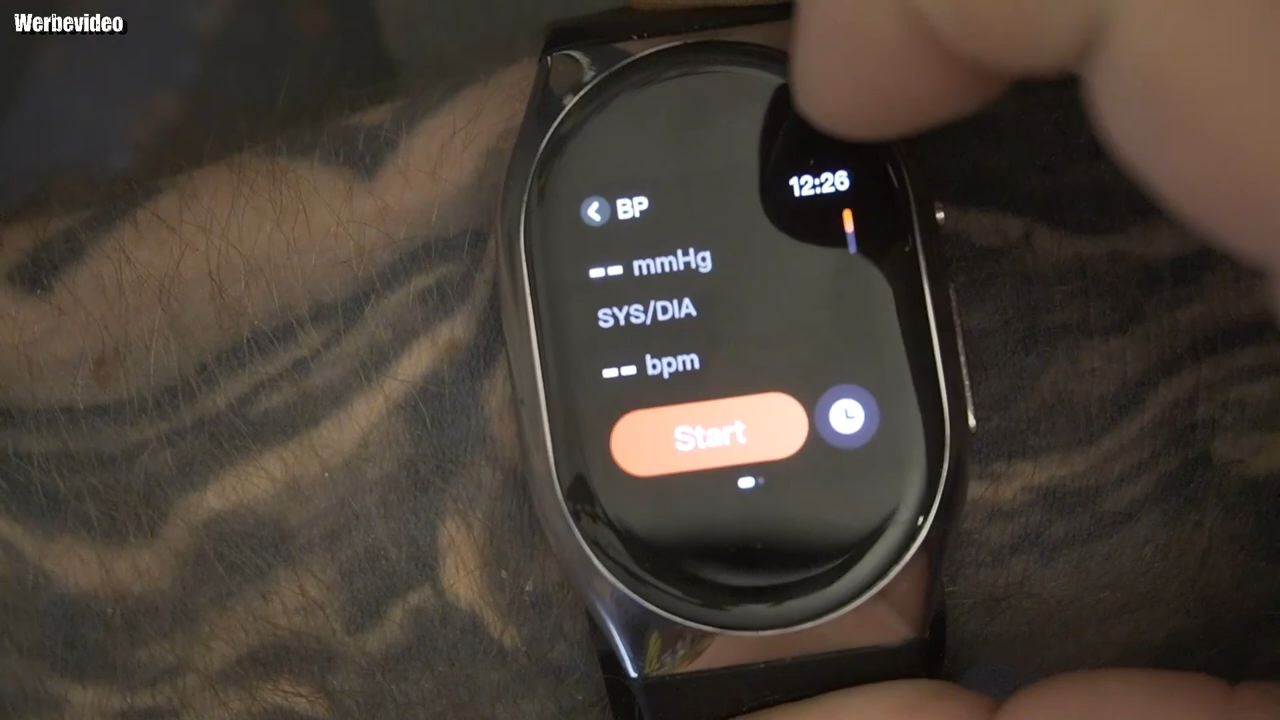 Werbevideo
12:26
BP
-- mmHg
SYS/DIA
-- bpm
Start